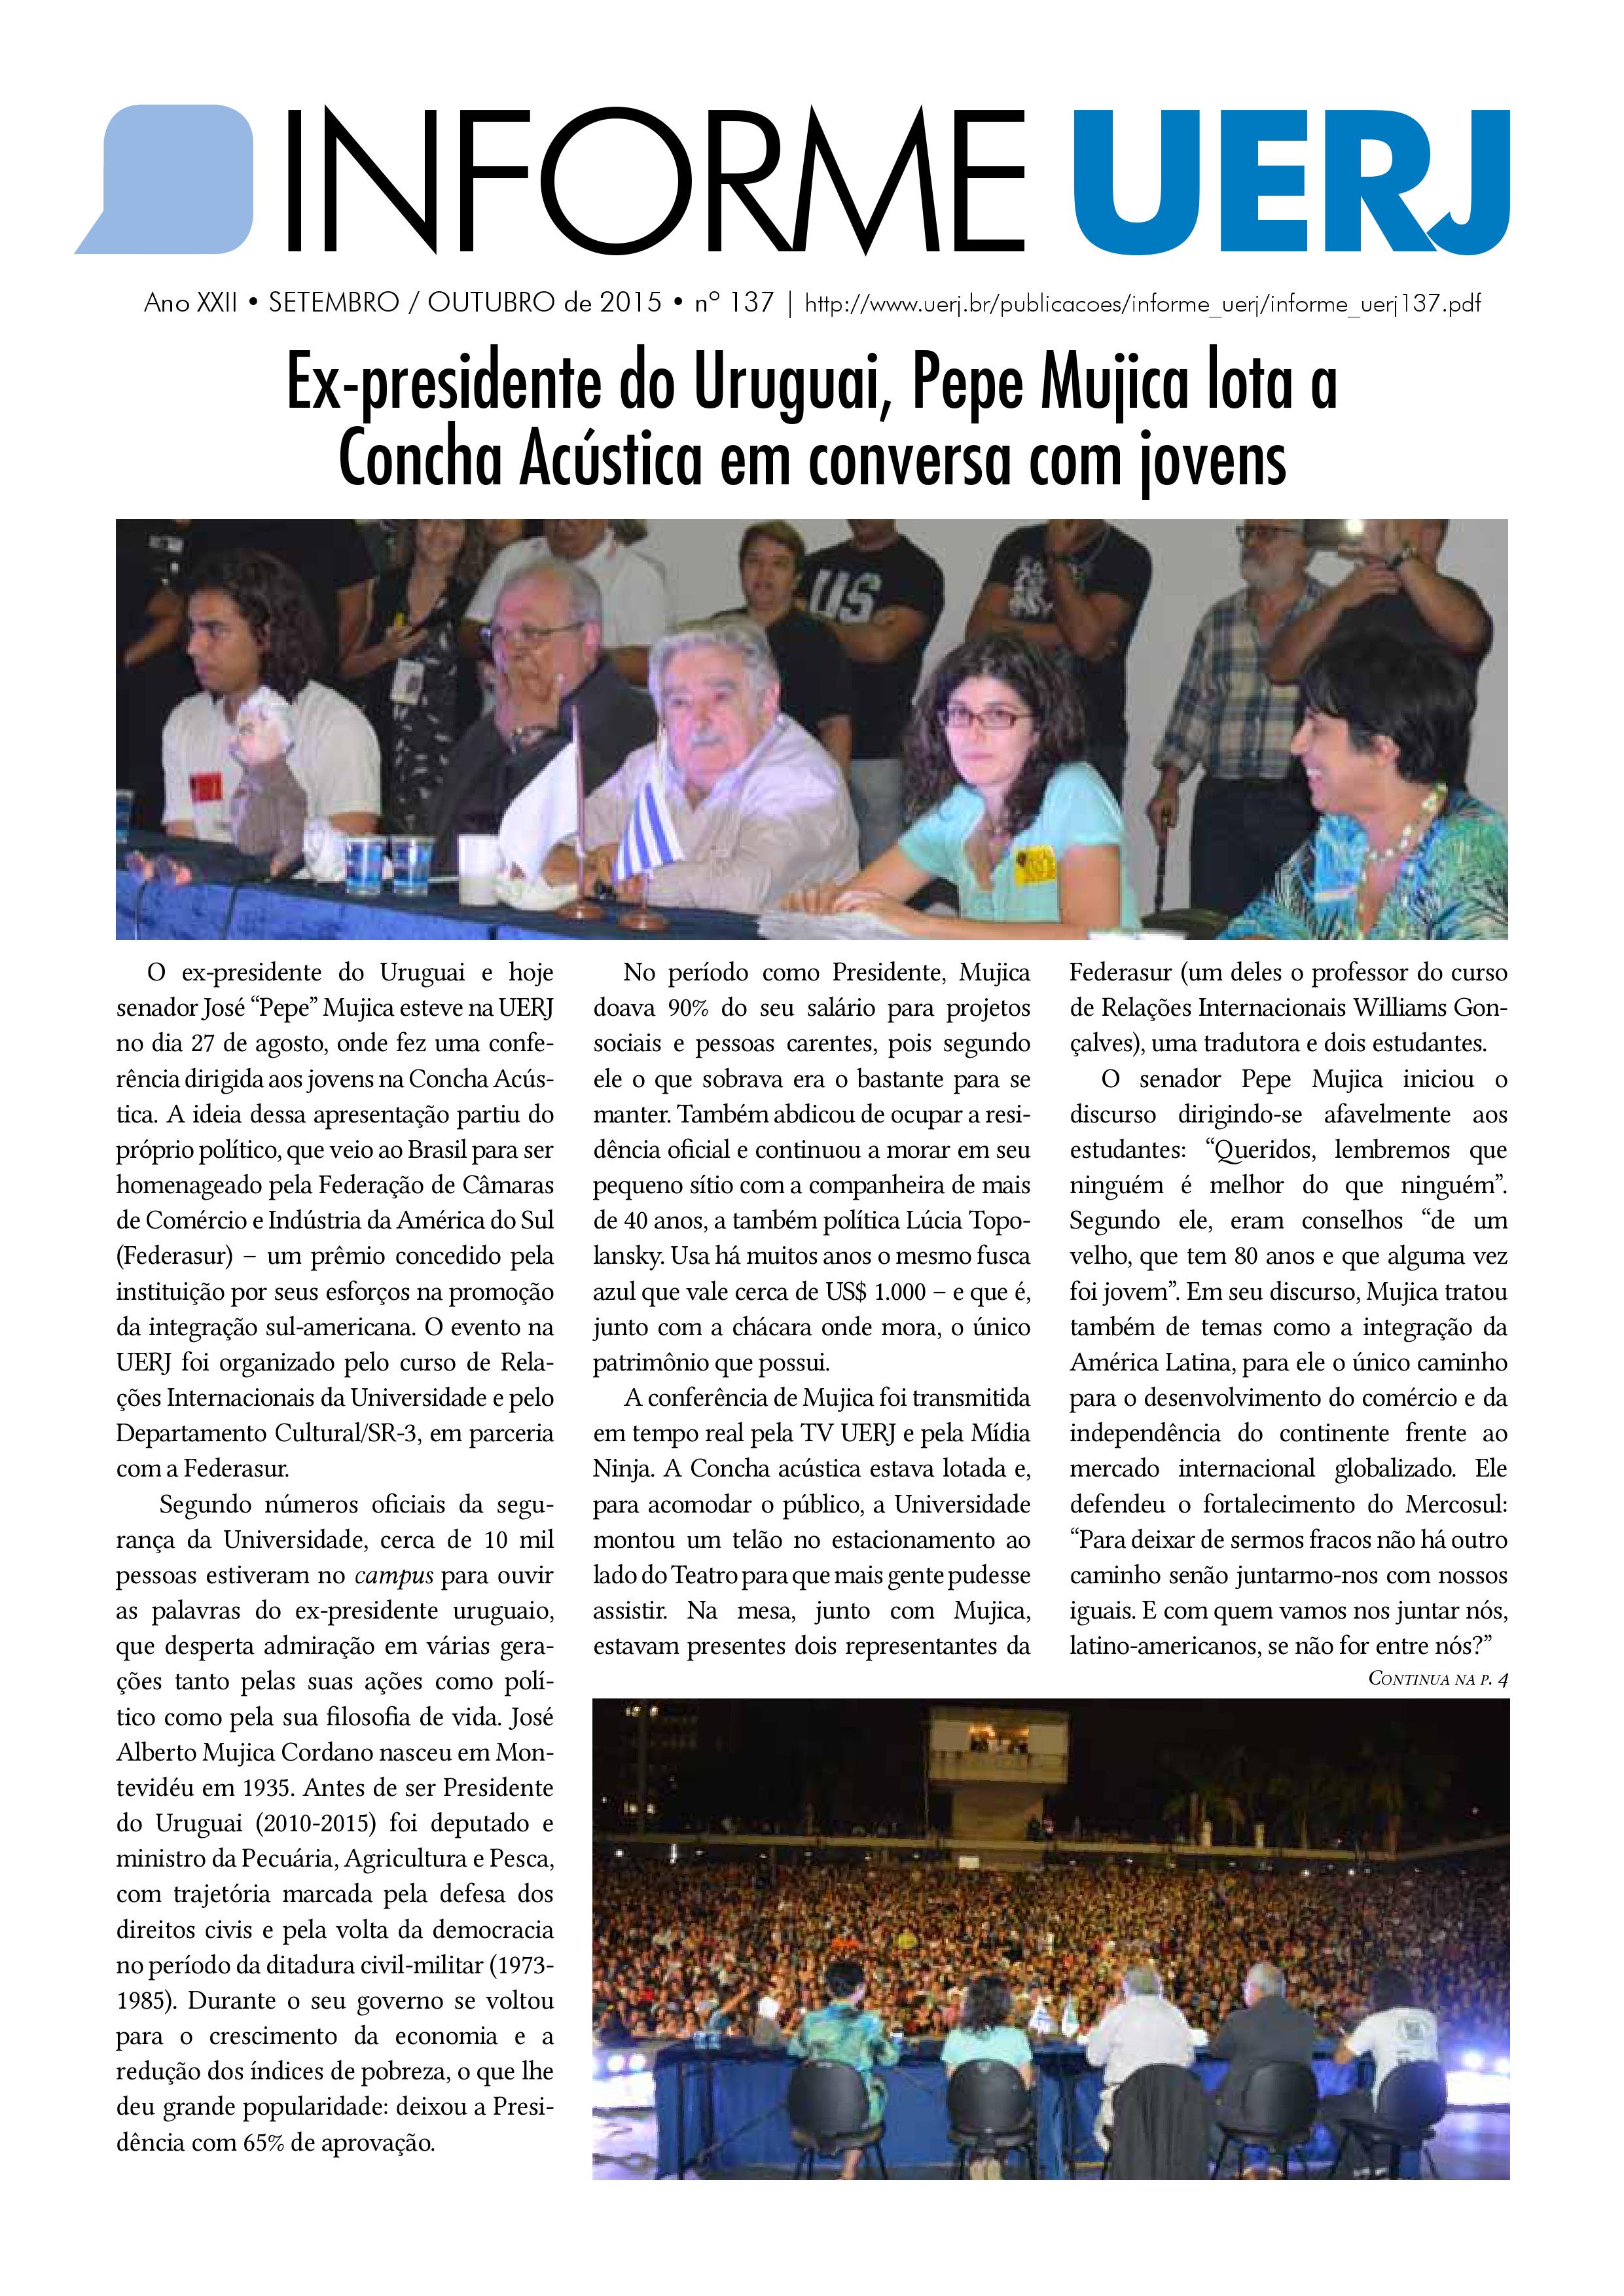 INFORME UERJ
Ano XXII • SETEMBRO / OUTUBRO de 2015 • nº 137 | http://www.uerj.br/publicacoes/informe_uerj/informe_uerj137.pdf
Ex-presidente do Uruguai, Pepe Mujica lota a
Concha Acústica em conversa com jovens
US
O ex-presidente do Uruguai e hoje
senador José “Pepe” Mujica esteve na UERJ
no dia 27 de agosto, onde fez uma confe-
rência dirigida aos jovens na Concha Acús-
tica. A ideia dessa apresentação partiu do
próprio político, que veio ao Brasil para ser
homenageado pela Federação de Câmaras
de Comércio e Indústria da América do Sul
(Federasur) – um prêmio concedido pela
instituição por seus esforços na promoção
da integração sul-americana. O evento na
UERJ foi organizado pelo curso de Rela-
ções Internacionais da Universidade e pelo
Departamento Cultural/SR-3, em parceria
com a Federasur.
Segundo números oficiais da segu-
rança da Universidade, cerca de 10 mil
pessoas estiveram no campus para ouvir
as palavras do ex-presidente uruguaio,
que desperta admiração em várias gera-
ções tanto pelas suas ações como polí-
tico como pela sua filosofia de vida. José
Alberto Mujica Cordano nasceu em Mon-
tevidéu em 1935. Antes de ser Presidente
do Uruguai (2010-2015) foi deputado e
ministro da Pecuária, Agricultura e Pesca,
com trajetória marcada pela defesa dos
direitos civis e pela volta da democracia
no período da ditadura civil-militar (1973-
1985). Durante o seu governo se voltou
para o crescimento da economia e a
redução dos índices de pobreza, o que lhe
deu grande popularidade: deixou a Presi-
dência com 65% de aprovação.
No período como Presidente, Mujica
doava 90% do seu salário para projetos
sociais e pessoas carentes, pois segundo
ele o que sobrava era o bastante para se
manter. Também abdicou de ocupar a resi-
dência oficial e continuou a morar em seu
pequeno sítio com a companheira de mais
de 40 anos, a também política Lúcia Topo-
lansky. Usa há muitos anos o mesmo fusca
azul que vale cerca de US$ 1.000 – e que é,
junto com a chácara onde mora, o único
patrimônio que possui.
A conferência de Mujica foi transmitida
em tempo real pela TV UERJ e pela Mídia
Ninja. A Concha acústica estava lotada e,
para acomodar o público, a Universidade
montou um telão no estacionamento ao
lado do Teatro para que mais gente pudesse
assistir. Na mesa, junto com Mujica,
estavam presentes dois representantes da
Federasur (um deles o professor do curso
de Relações Internacionais Williams Gon-
çalves), uma tradutora e dois estudantes.
O senador Pepe Mujica iniciou o
discurso dirigindo-se afavelmente aos
estudantes: “Queridos, lembremos que
ninguém é melhor do que ninguém”.
Segundo ele, eram conselhos “de um
velho, que tem 80 anos e que alguma vez
foi jovem”. Em seu discurso, Mujica tratou
também de temas como a integração da
América Latina, para ele o único caminho
para o desenvolvimento do comércio e da
independência do continente frente ao
mercado internacional globalizado. Ele
defendeu o fortalecimento do Mercosul:
“Para deixar de sermos fracos não há outro
caminho senão juntarmo-nos com nossos
iguais. E com quem vamos nos juntar nós,
latino-americanos, se não for entre nós?”
Continua na p. 4